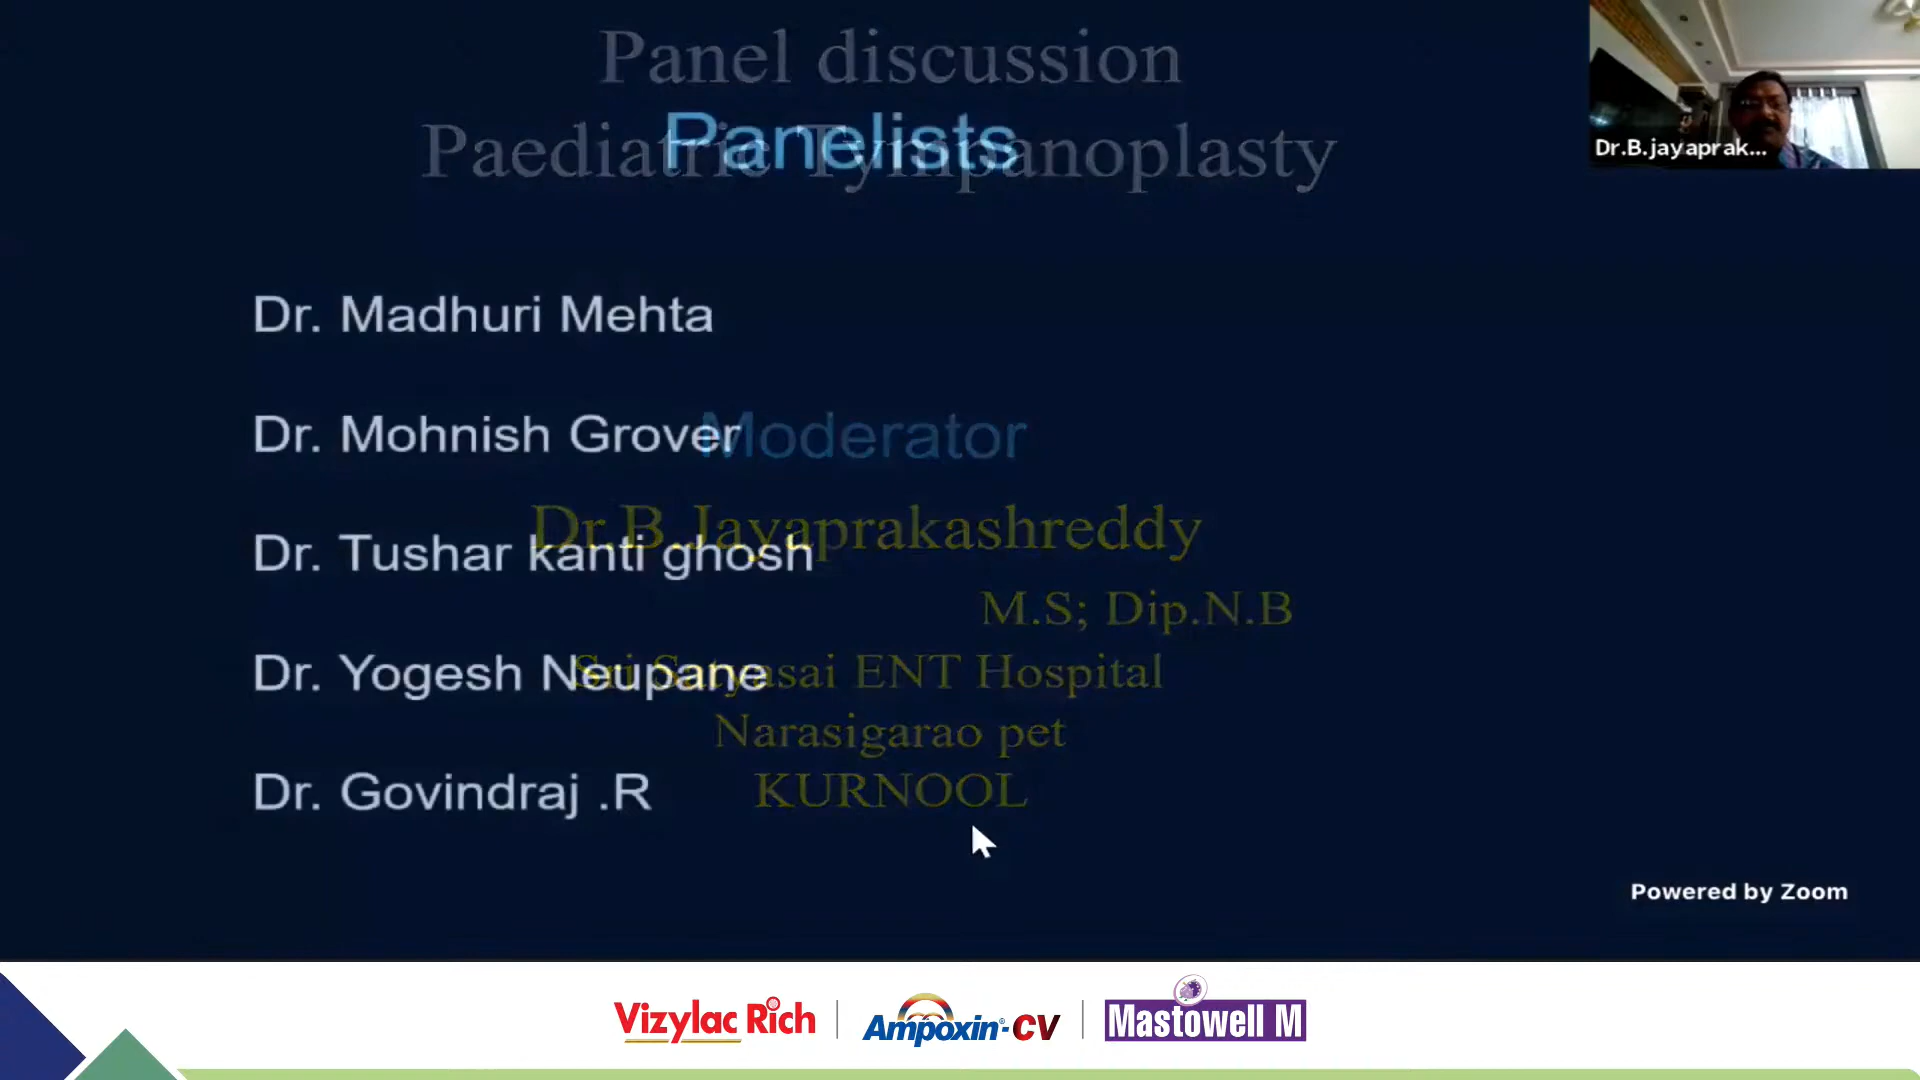 Panel discussion
Paediatric Tympanoplasty
Panelists
Dr. Madhuri Mehta
Dr. Mohnish Grover
Moderator
Dr.B.Jayaprakashreddy
Dr. Tushar kanti ghosh
M.S; Dip.N.B
Dr. Yogesh Neupane
Sri Satyasai ENT Hospital
Narasigarao pet
Dr. Govindraj .R
KURNOOL
Dr.B.jayaprak...
Powered by Zoom
Vizylac Rich
Ampoxin®-CV
Mastowell M